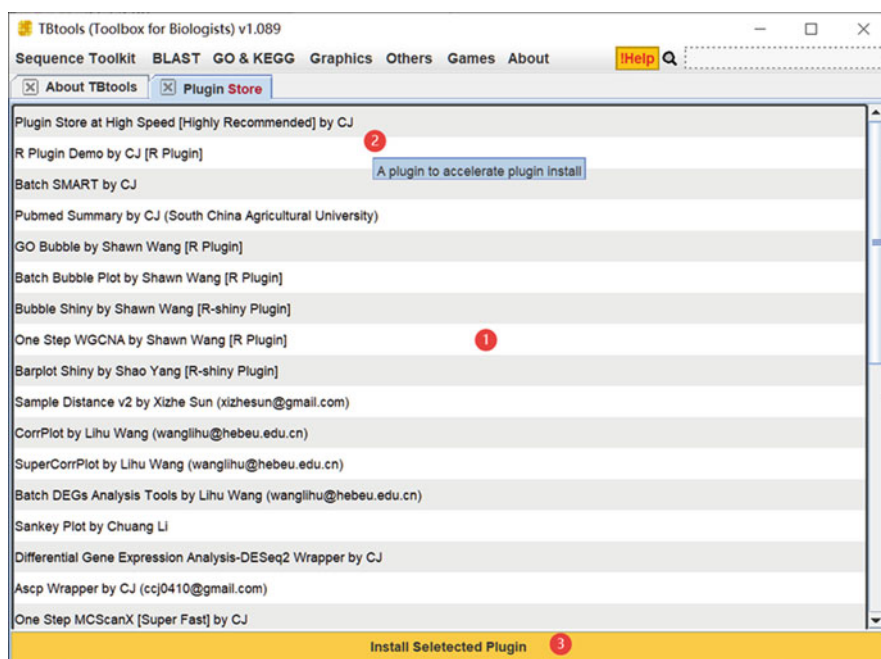 TBtools (Toolbox for Biologists) v1.089
Sequence Toolkit BLAST GO & KEGG Graphics Others Games About !Help
About TBtools Plugin Store
Plugin Store at High Speed [Highly Recommended] by CJ
2
R Plugin Demo by CJ [R Plugin]
A plugin to accelerate plugin install
Batch SMART by CJ
Pubmed Summary by CJ (South China Agricultural University)
GO Bubble by Shawn Wang [R Plugin]
Batch Bubble Plot by Shawn Wang [R Plugin]
Bubble Shiny by Shawn Wang [R-shiny Plugin]
One Step WGCNA by Shawn Wang [R Plugin] 1
Barplot Shiny by Shao Yang [R-shiny Plugin]
Sample Distance v2 by Xizhe Sun (xizhesun@gmail.com)
CorrPlot by Lihu Wang (wanglihu@hebeu.edu.cn)
SuperCorrPlot by Lihu Wang (wanglihu@hebeu.edu.cn)
Batch DEGs Analysis Tools by Lihu Wang (wanglihu@hebeu.edu.cn)
Sankey Plot by Chuang Li
Differential Gene Expression Analysis-DESeq2 Wrapper by CJ
Ascp Wrapper by CJ (ccj0410@gmail.com)
One Step MCScanX [Super Fast] by CJ
Install Seletected Plugin 3